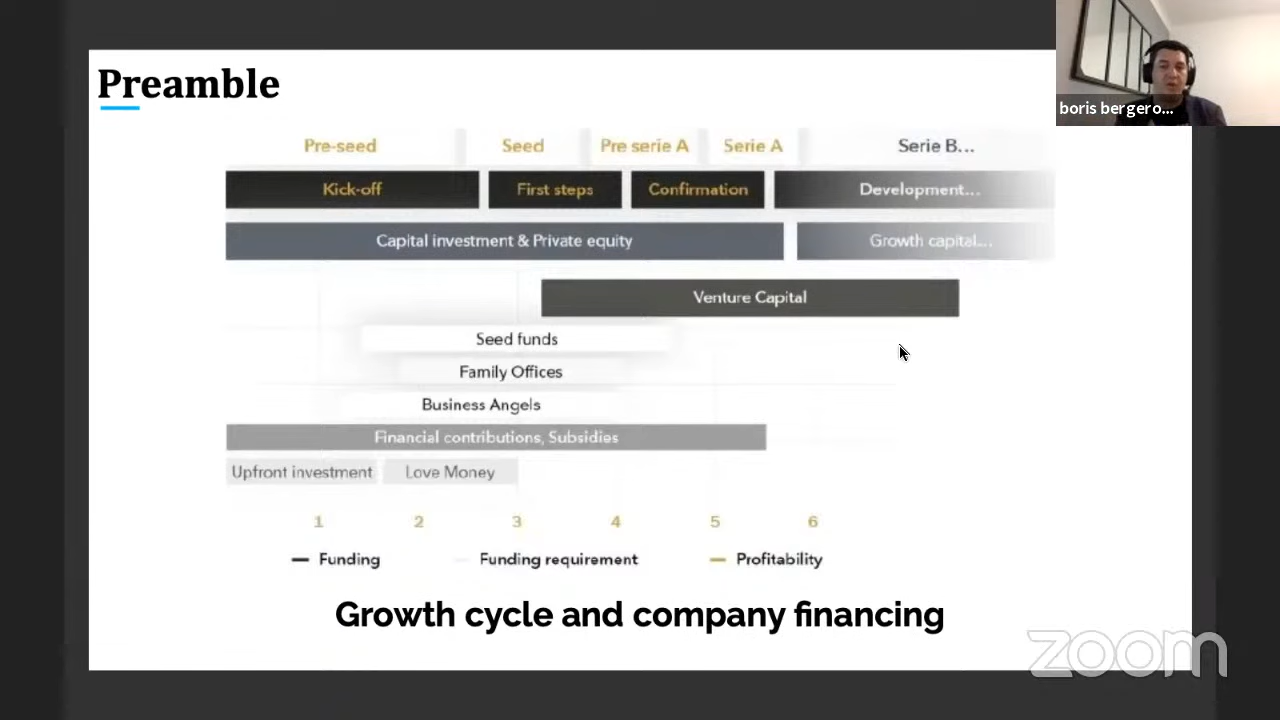 Preamble
boris bergero...
Pre-seed Seed Pre serie A Serie A Serie B...
Kick-off First steps Confirmation Development...
Capital investment & Private equity Growth capital...
Venture Capital
Seed funds
Family Offices
Business Angels
Financial contributions, Subsidies
Upfront investment Love Money
1 2 3 4 5 6
Funding Funding requirement Profitability
Growth cycle and company financing
zoom